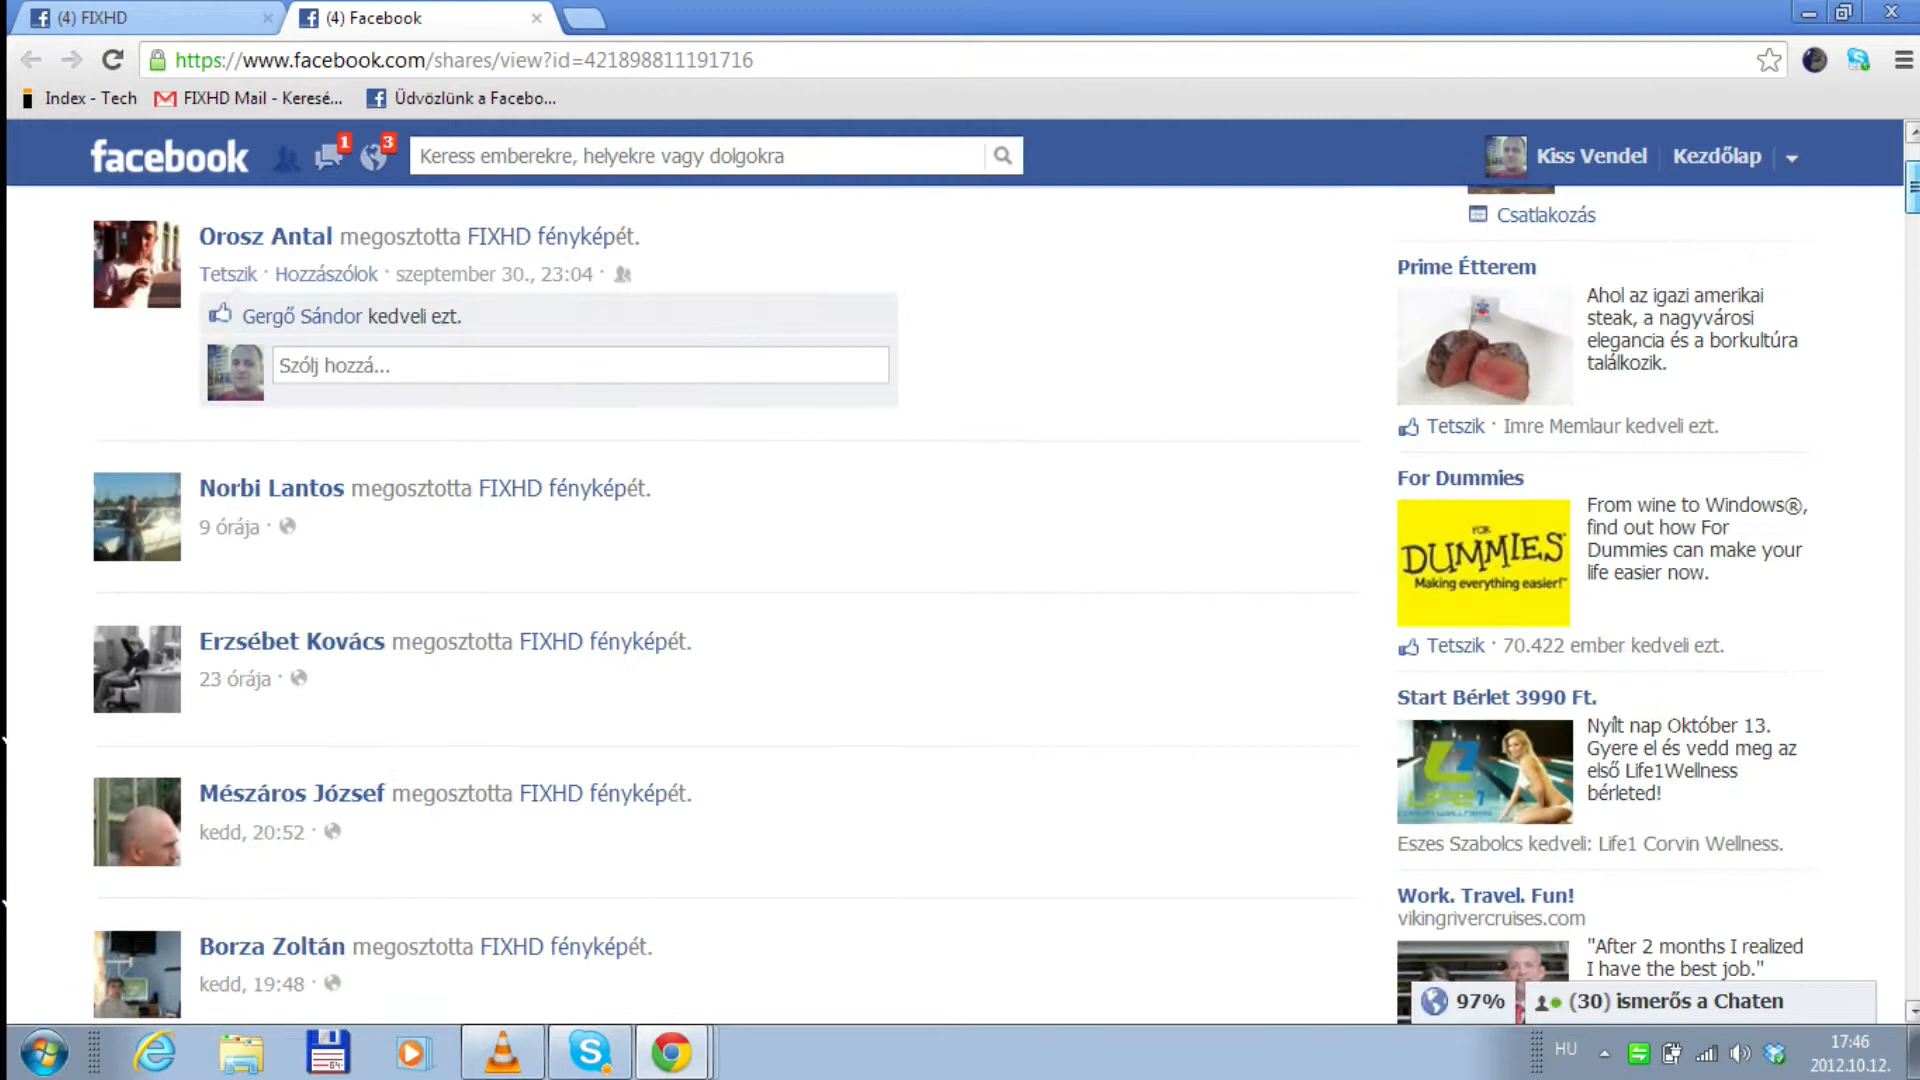 (4) FIXHD
(4) Facebook
https://www.facebook.com/shares/view?id=421898811191716
Index - Tech
FIXHD Mail - Keresé...
Üdvözlünk a Facebo...
facebook
1
3
Keress emberekre, helyekre vagy dolgokra
Kiss Vendel
Kezdőlap
Orosz Antal megosztotta FIXHD fényképét.
Tetszik · Hozzászólok · szeptember 30., 23:04 ·
Gergő Sándor kedveli ezt.
Szólj hozzá...
Norbi Lantos megosztotta FIXHD fényképét.
9 órája ·
Erzsébet Kovács megosztotta FIXHD fényképét.
23 órája ·
Mészáros József megosztotta FIXHD fényképét.
kedd, 20:52 ·
Borza Zoltán megosztotta FIXHD fényképét.
kedd, 19:48 ·
Csatlakozás
Prime Étterem
Ahol az igazi amerikai
steak, a nagyvárosi
elegancia és a borkultúra
találkozik.
Tetszik · Imre Memlaur kedveli ezt.
For Dummies
FOR
DUMMIES
Making everything easier!™
From wine to Windows®,
find out how For
Dummies can make your
life easier now.
Tetszik · 70.422 ember kedveli ezt.
Start Bérlet 3990 Ft.
Nyílt nap Október 13.
Gyere el és vedd meg az
első Life1Wellness
bérleted!
Eszes Szabolcs kedveli: Life1 Corvin Wellness.
Work. Travel. Fun!
vikingrivercruises.com
"After 2 months I realized
I have the best job."
97%
(30) ismerős a Chaten
64
HU
17:46
2012.10.12.